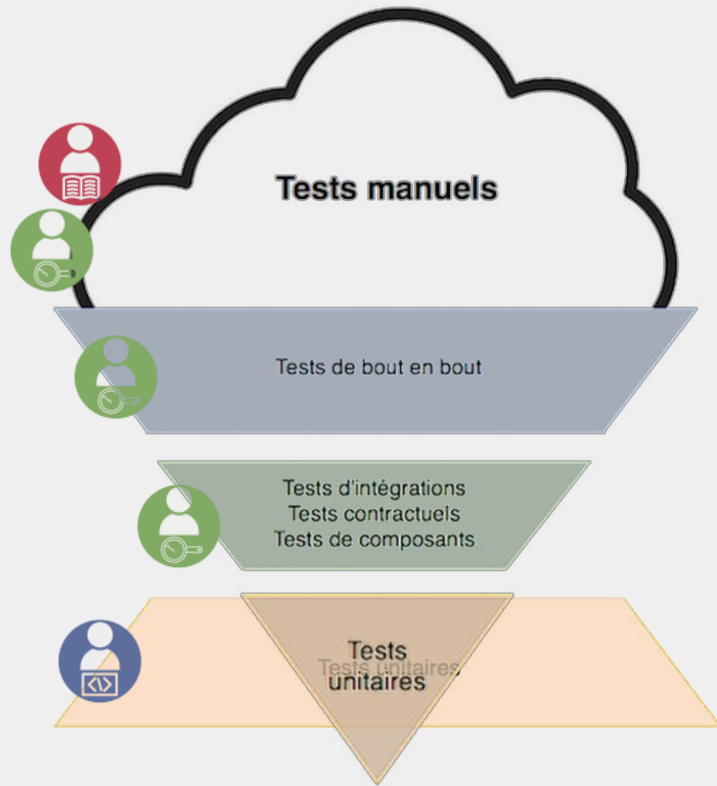 Tests manuels
Tests de bout en bout
Tests d'intégrations
Tests contractuels
Tests de composants
Tests
unitaires
Tests unitaires